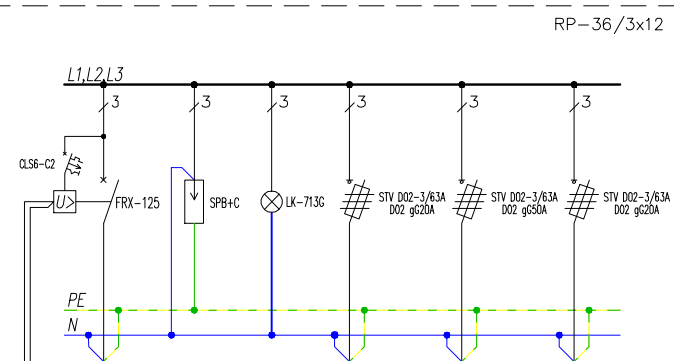 RP-36/3x12
L1,L2,L3
3
3
3
3
3
3
CLS6-C2
U>
FRX-125
SPB+C
LK-713G
STV D02-3/63A
D02 gG20A
STV D02-3/63A
D02 gG50A
STV D02-3/63A
D02 gG20A
PE
N